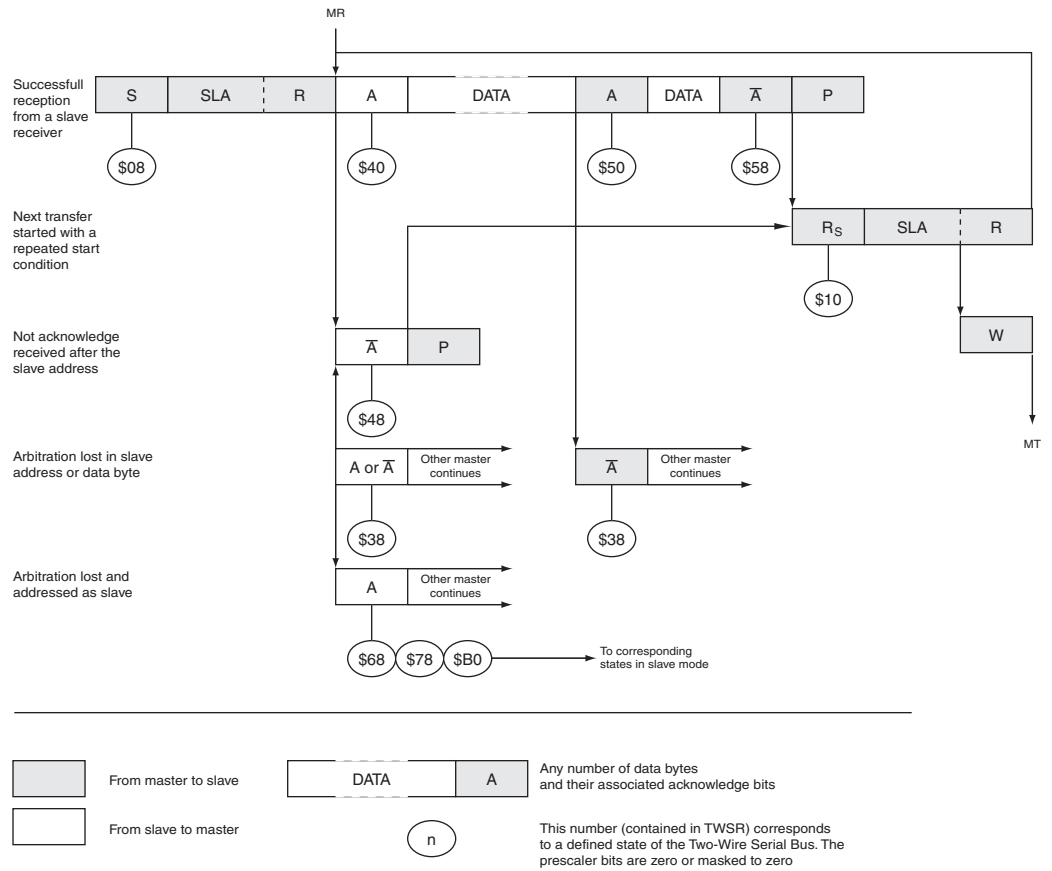 MR
Successfull
reception
from a slave
receiver
S SLA R A DATA A DATA A̅ P
$08 $40 $50 $58
Next transfer
started with a
repeated start
condition
RS SLA R
$10
W
MT
Not acknowledge
received after the
slave address
A̅ P
$48
Arbitration lost in slave
address or data byte
A or A̅ Other master
continues
A̅ Other master
continues
$38 $38
Arbitration lost and
addressed as slave
A Other master
continues
$68 $78 $B0 To corresponding
states in slave mode
From master to slave
DATA A Any number of data bytes
and their associated acknowledge bits
From slave to master
n This number (contained in TWSR) corresponds
to a defined state of the Two-Wire Serial Bus. The
prescaler bits are zero or masked to zero